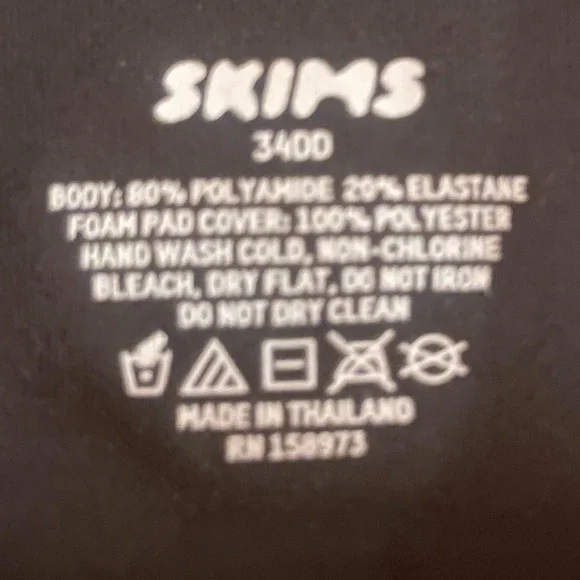 SKIMS
34DD
BODY: 80% POLYAMIDE 20% ELASTANE
FOAM PAD COVER: 100% POLYESTER
HAND WASH COLD, NON-CHLORINE
BLEACH, DRY FLAT, DO NOT IRON
DO NOT DRY CLEAN
MADE IN THAILAND
RN 158973